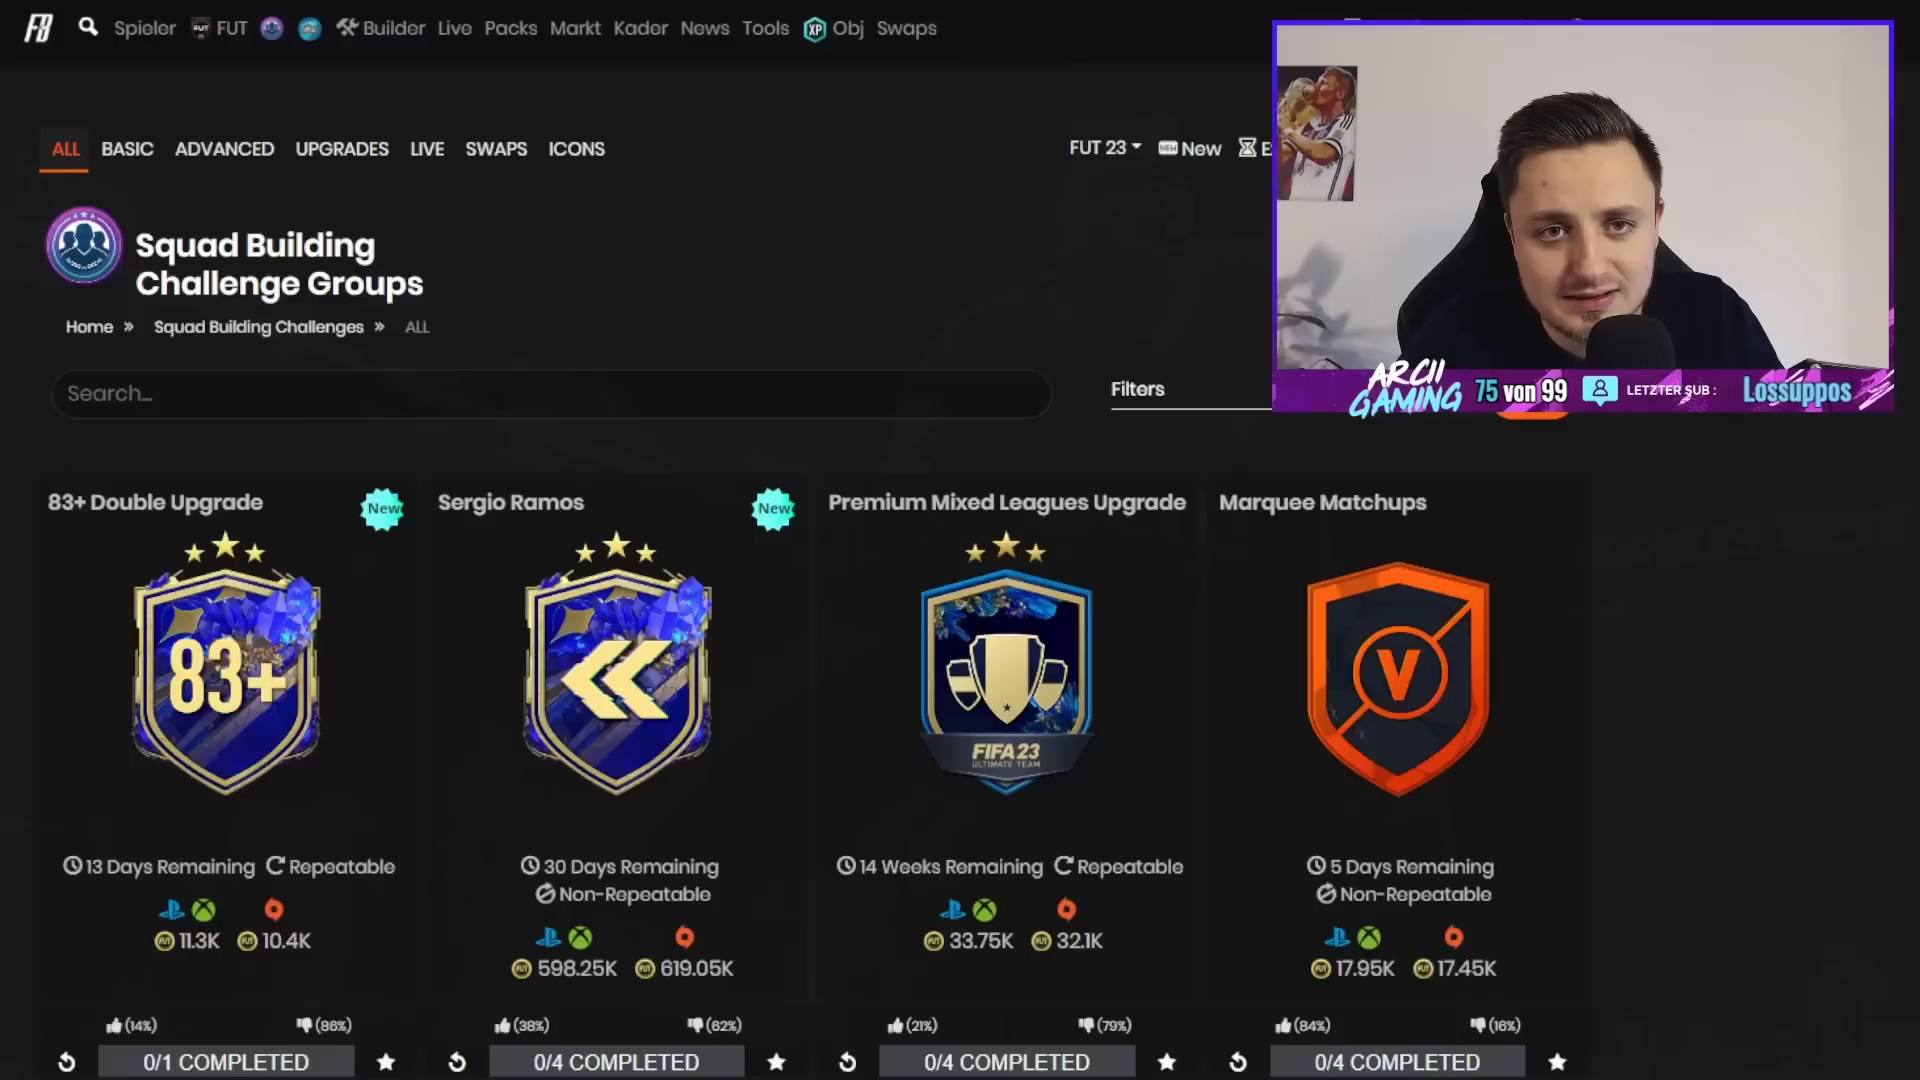 Spieler FUT Builder Live Packs Markt Kader News Tools XP Obj Swaps
ALL BASIC ADVANCED UPGRADES LIVE SWAPS ICONS
FUT 23 NEW New
Squad Building
Challenge Groups
Home » Squad Building Challenges » ALL
Search...
Filters
ARCII
GAMING
75 von 99
LETZTER SUB :
Lossuppos
83+ Double Upgrade
New
83+
13 Days Remaining Repeatable
11.3K 10.4K
(14%) (86%)
0/1 COMPLETED
Sergio Ramos
New
30 Days Remaining
Non-Repeatable
598.25K 619.05K
(38%) (62%)
0/4 COMPLETED
Premium Mixed Leagues Upgrade
FIFA 23
ULTIMATE TEAM
14 Weeks Remaining Repeatable
33.75K 32.1K
(21%) (79%)
0/4 COMPLETED
Marquee Matchups
V
5 Days Remaining
Non-Repeatable
17.95K 17.45K
(84%) (16%)
0/4 COMPLETED